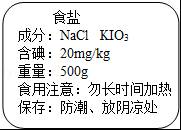 食盐
成分：NaCl KIO₃
含碘：20mg/kg
重量：500g
食用注意：勿长时间加热
保存：防潮、放阴凉处